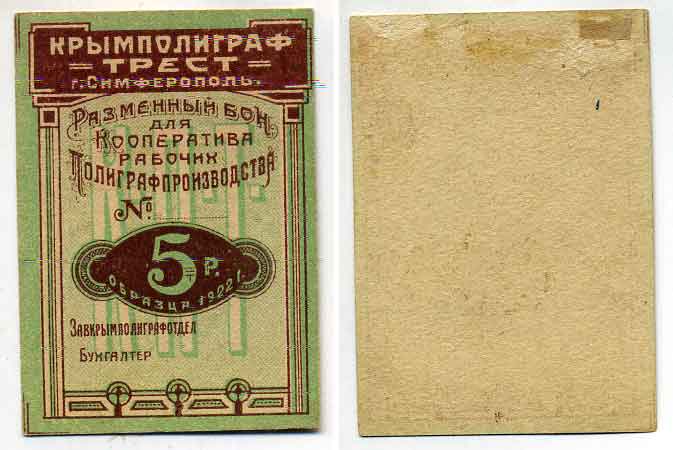 КРЫМПОЛИГРАФ
ТРЕСТ
г. СИМФЕРОПОЛЬ.
РАЗМЕННЫЙ БОН
ДЛЯ
КООПЕРАТИВА
РАБОЧИХ
ПОЛИГРАФПРОИЗВОДСТВА
№
5 Р.
ОБРАЗЦА 1922 г.
ЗАВКРЫМПОЛИГРАФОТДЕЛ
БУХГАЛТЕР